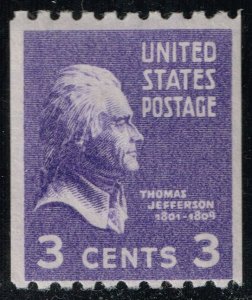 UNITED
STATES
POSTAGE
THOMAS
JEFFERSON
1801-1809
3 CENTS 3